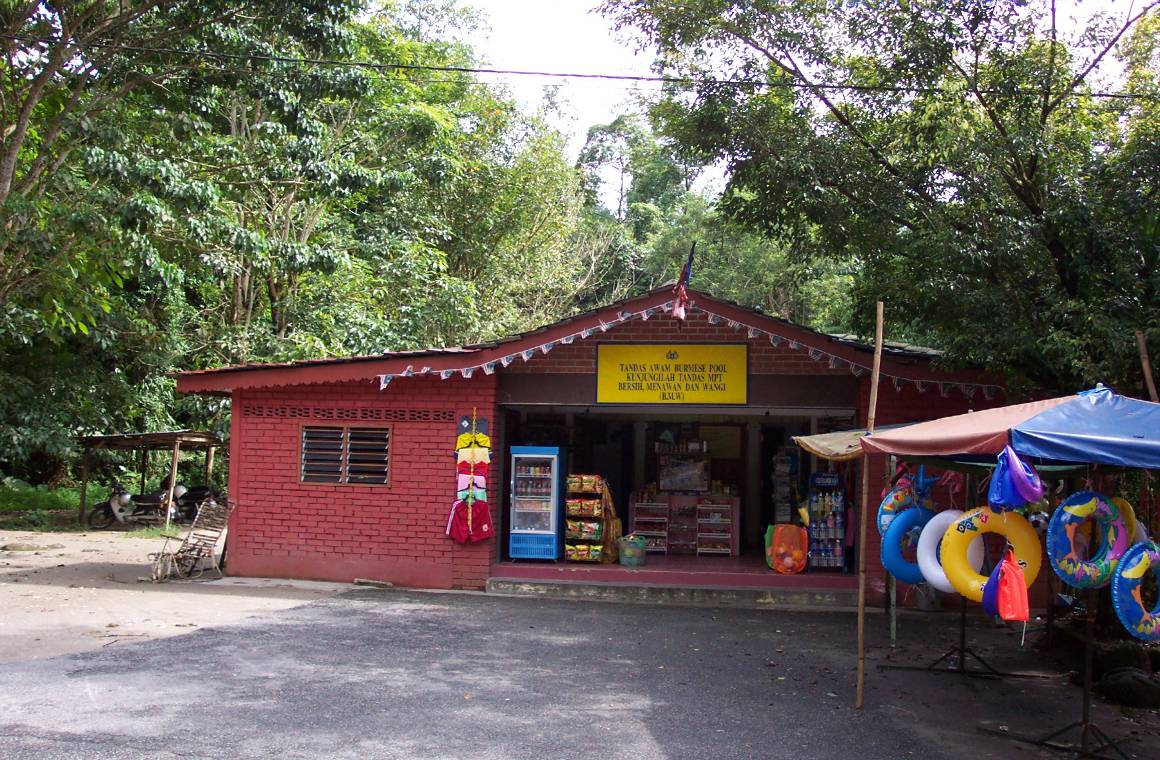 TANDAS AWAM BURMESE POOL
KUNJUNGILAH TANDAS MPT
BERSIH, MENAWAN DAN WANGI
(B.M.W)